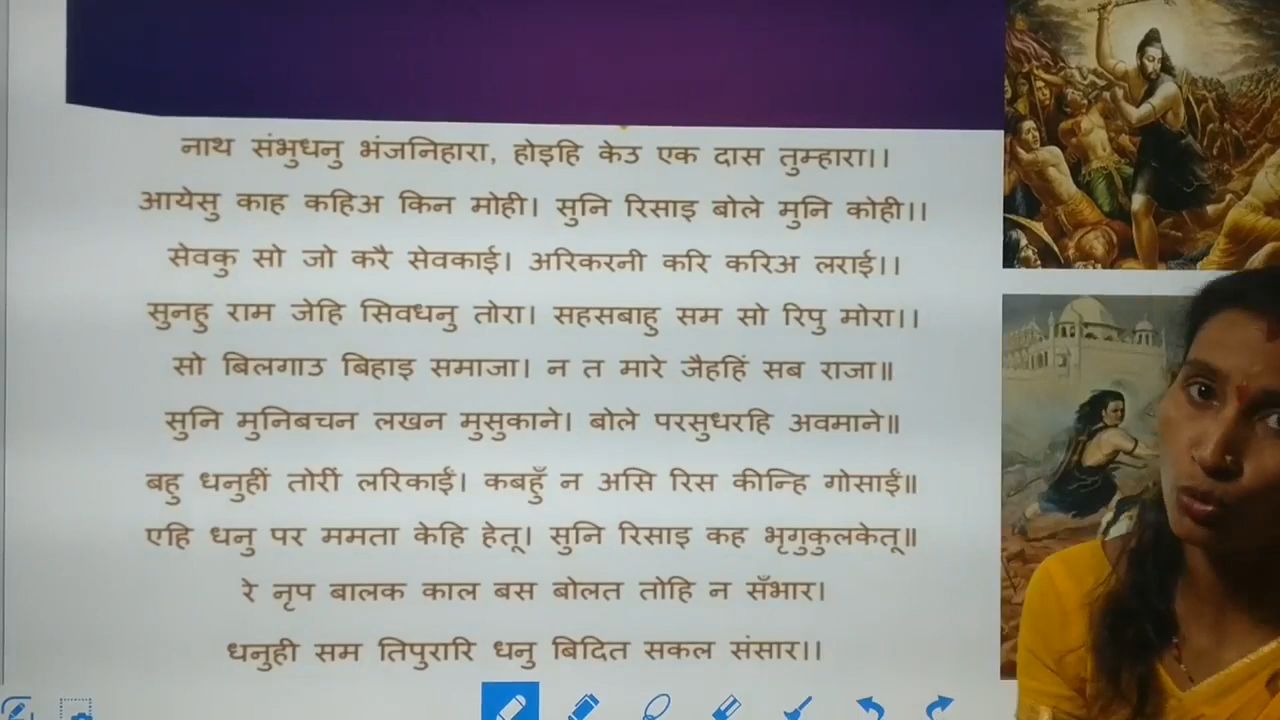 नाथ संभुधनु भंजनिहारा, होइहि केउ एक दास तुम्हारा।।
आयेसु काह कहिअ किन मोही। सुनि रिसाइ बोले मुनि कोही।।
सेवकु सो जो करै सेवकाई। अरिकरनी करि करिअ लराई।।
सुनहु राम जेहि सिवधनु तोरा। सहसबाहु सम सो रिपु मोरा।।
सो बिलगाउ बिहाइ समाजा। न त मारे जैहहिं सब राजा॥
सुनि मुनिबचन लखन मुसुकाने। बोले परसुधरहि अवमाने॥
बहु धनुहीं तोरीं लरिकाईं। कबहुँ न असि रिस कीन्हि गोसाईं॥
एहि धनु पर ममता केहि हेतू। सुनि रिसाइ कह भृगुकुलकेतू॥
रे नृप बालक काल बस बोलत तोहि न सँभार।
धनुही सम तिपुरारि धनु बिदित सकल संसार।।